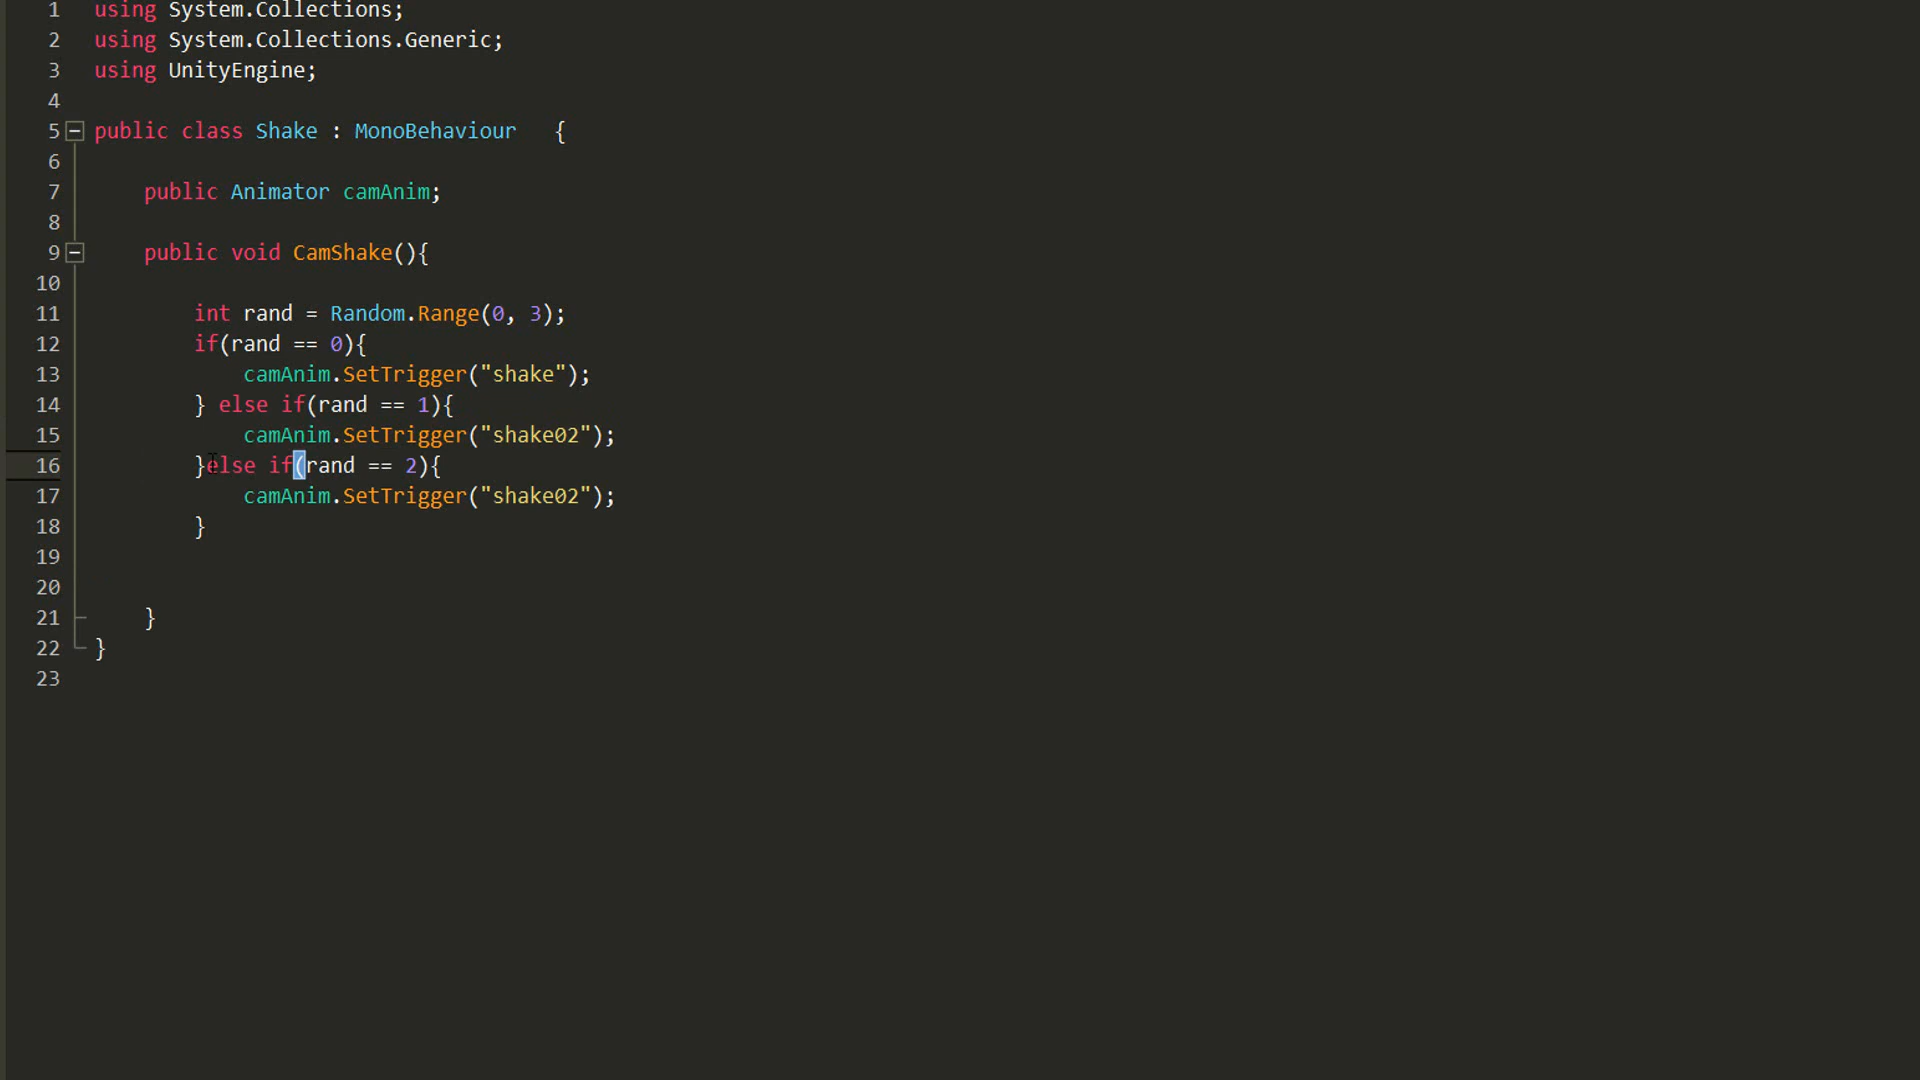 1 using System.Collections;
2 using System.Collections.Generic;
3 using UnityEngine;
4
5 public class Shake : MonoBehaviour   {
6
7     public Animator camAnim;
8
9     public void CamShake(){
10
11         int rand = Random.Range(0, 3);
12         if(rand == 0){
13             camAnim.SetTrigger("shake");
14         } else if(rand == 1){
15             camAnim.SetTrigger("shake02");
16         }else if(rand == 2){
17             camAnim.SetTrigger("shake02");
18         }
19
20
21     }
22 }
23